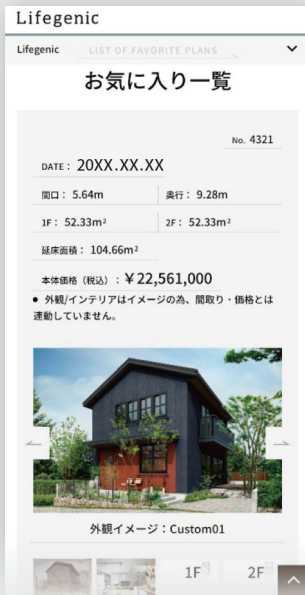 Lifegenic
Lifegenic LIST OF FAVORITE PLANS
お気に入り一覧
No. 4321
DATE： 20XX.XX.XX
間口： 5.64m 奥行： 9.28m
1F： 52.33m² 2F： 52.33m²
延床面積： 104.66m²
本体価格（税込）：￥22,561,000
● 外観/インテリアはイメージの為、間取り・価格とは
連動していません。
外観イメージ：Custom01
1F 2F